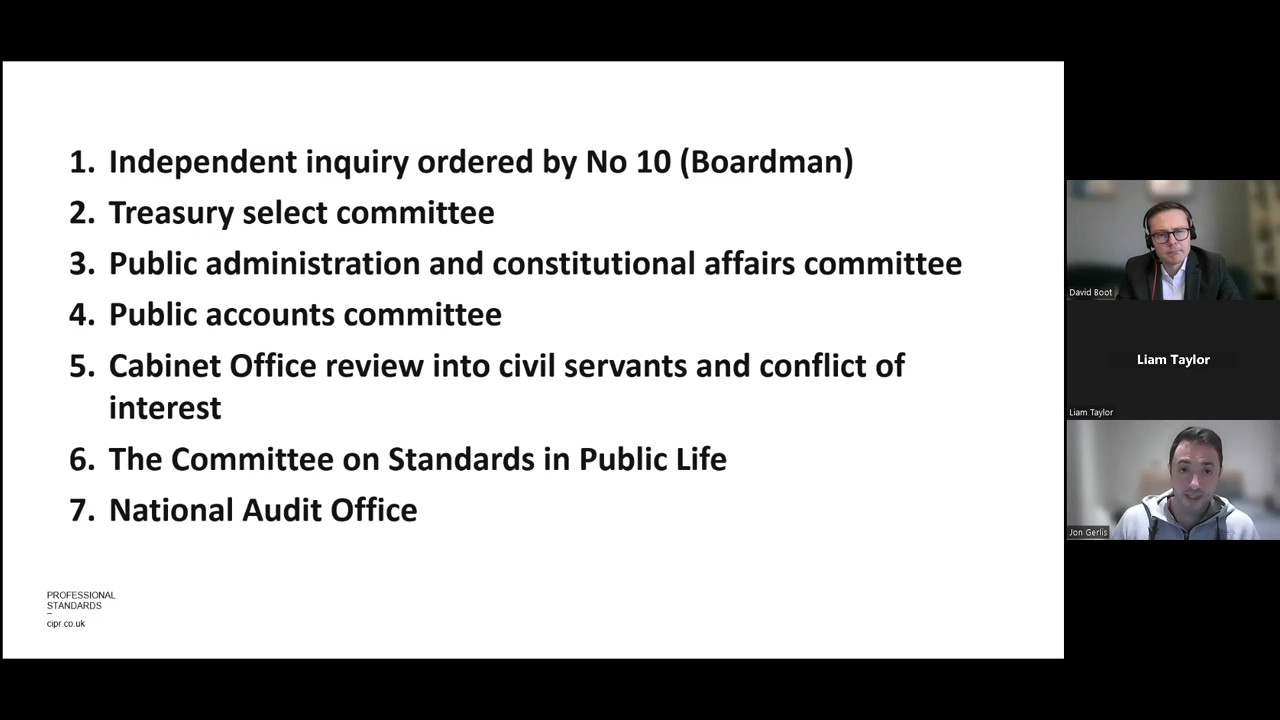 1. Independent inquiry ordered by No 10 (Boardman)
2. Treasury select committee
3. Public administration and constitutional affairs committee
4. Public accounts committee
5. Cabinet Office review into civil servants and conflict of
interest
6. The Committee on Standards in Public Life
7. National Audit Office
PROFESSIONAL
STANDARDS
–
cipr.co.uk
David Boot
Liam Taylor
Liam Taylor
Jon Gerlis